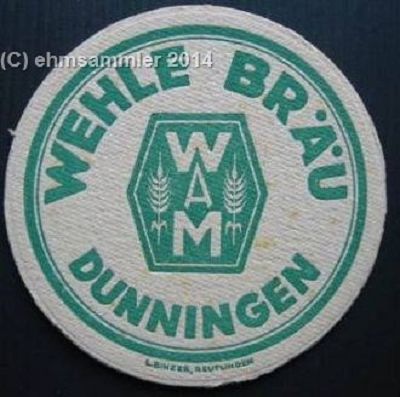 (C) ehmsammler 2014
WEHLE BRÄU
W
A
M
DUNNINGEN